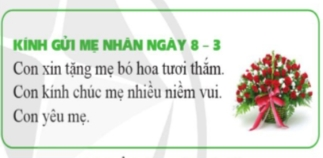 KÍNH GỬI MẸ NHÂN NGÀY 8 – 3
Con xin tặng mẹ bó hoa tươi thắm.
Con kính chúc mẹ nhiều niềm vui.
Con yêu mẹ.